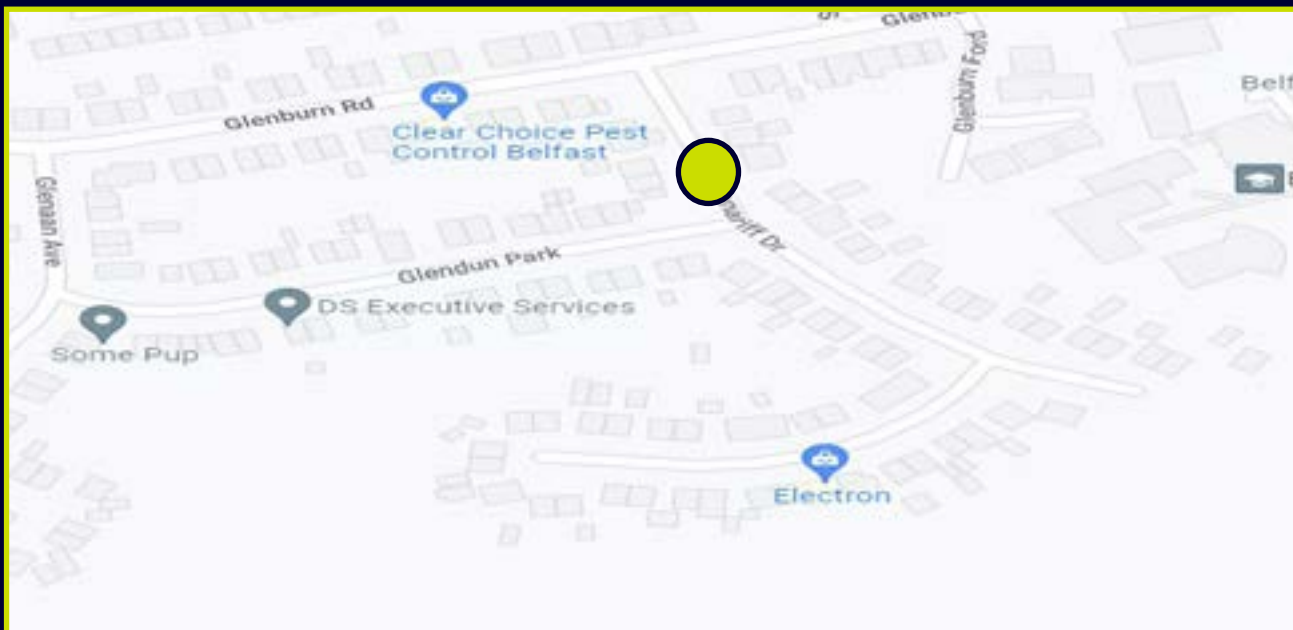 Glenburn Rd
Clear Choice Pest
Control Belfast
Glenburn Ford
Glenaan Ave
Glendun Park
DS Executive Services
Some Pup
Electron